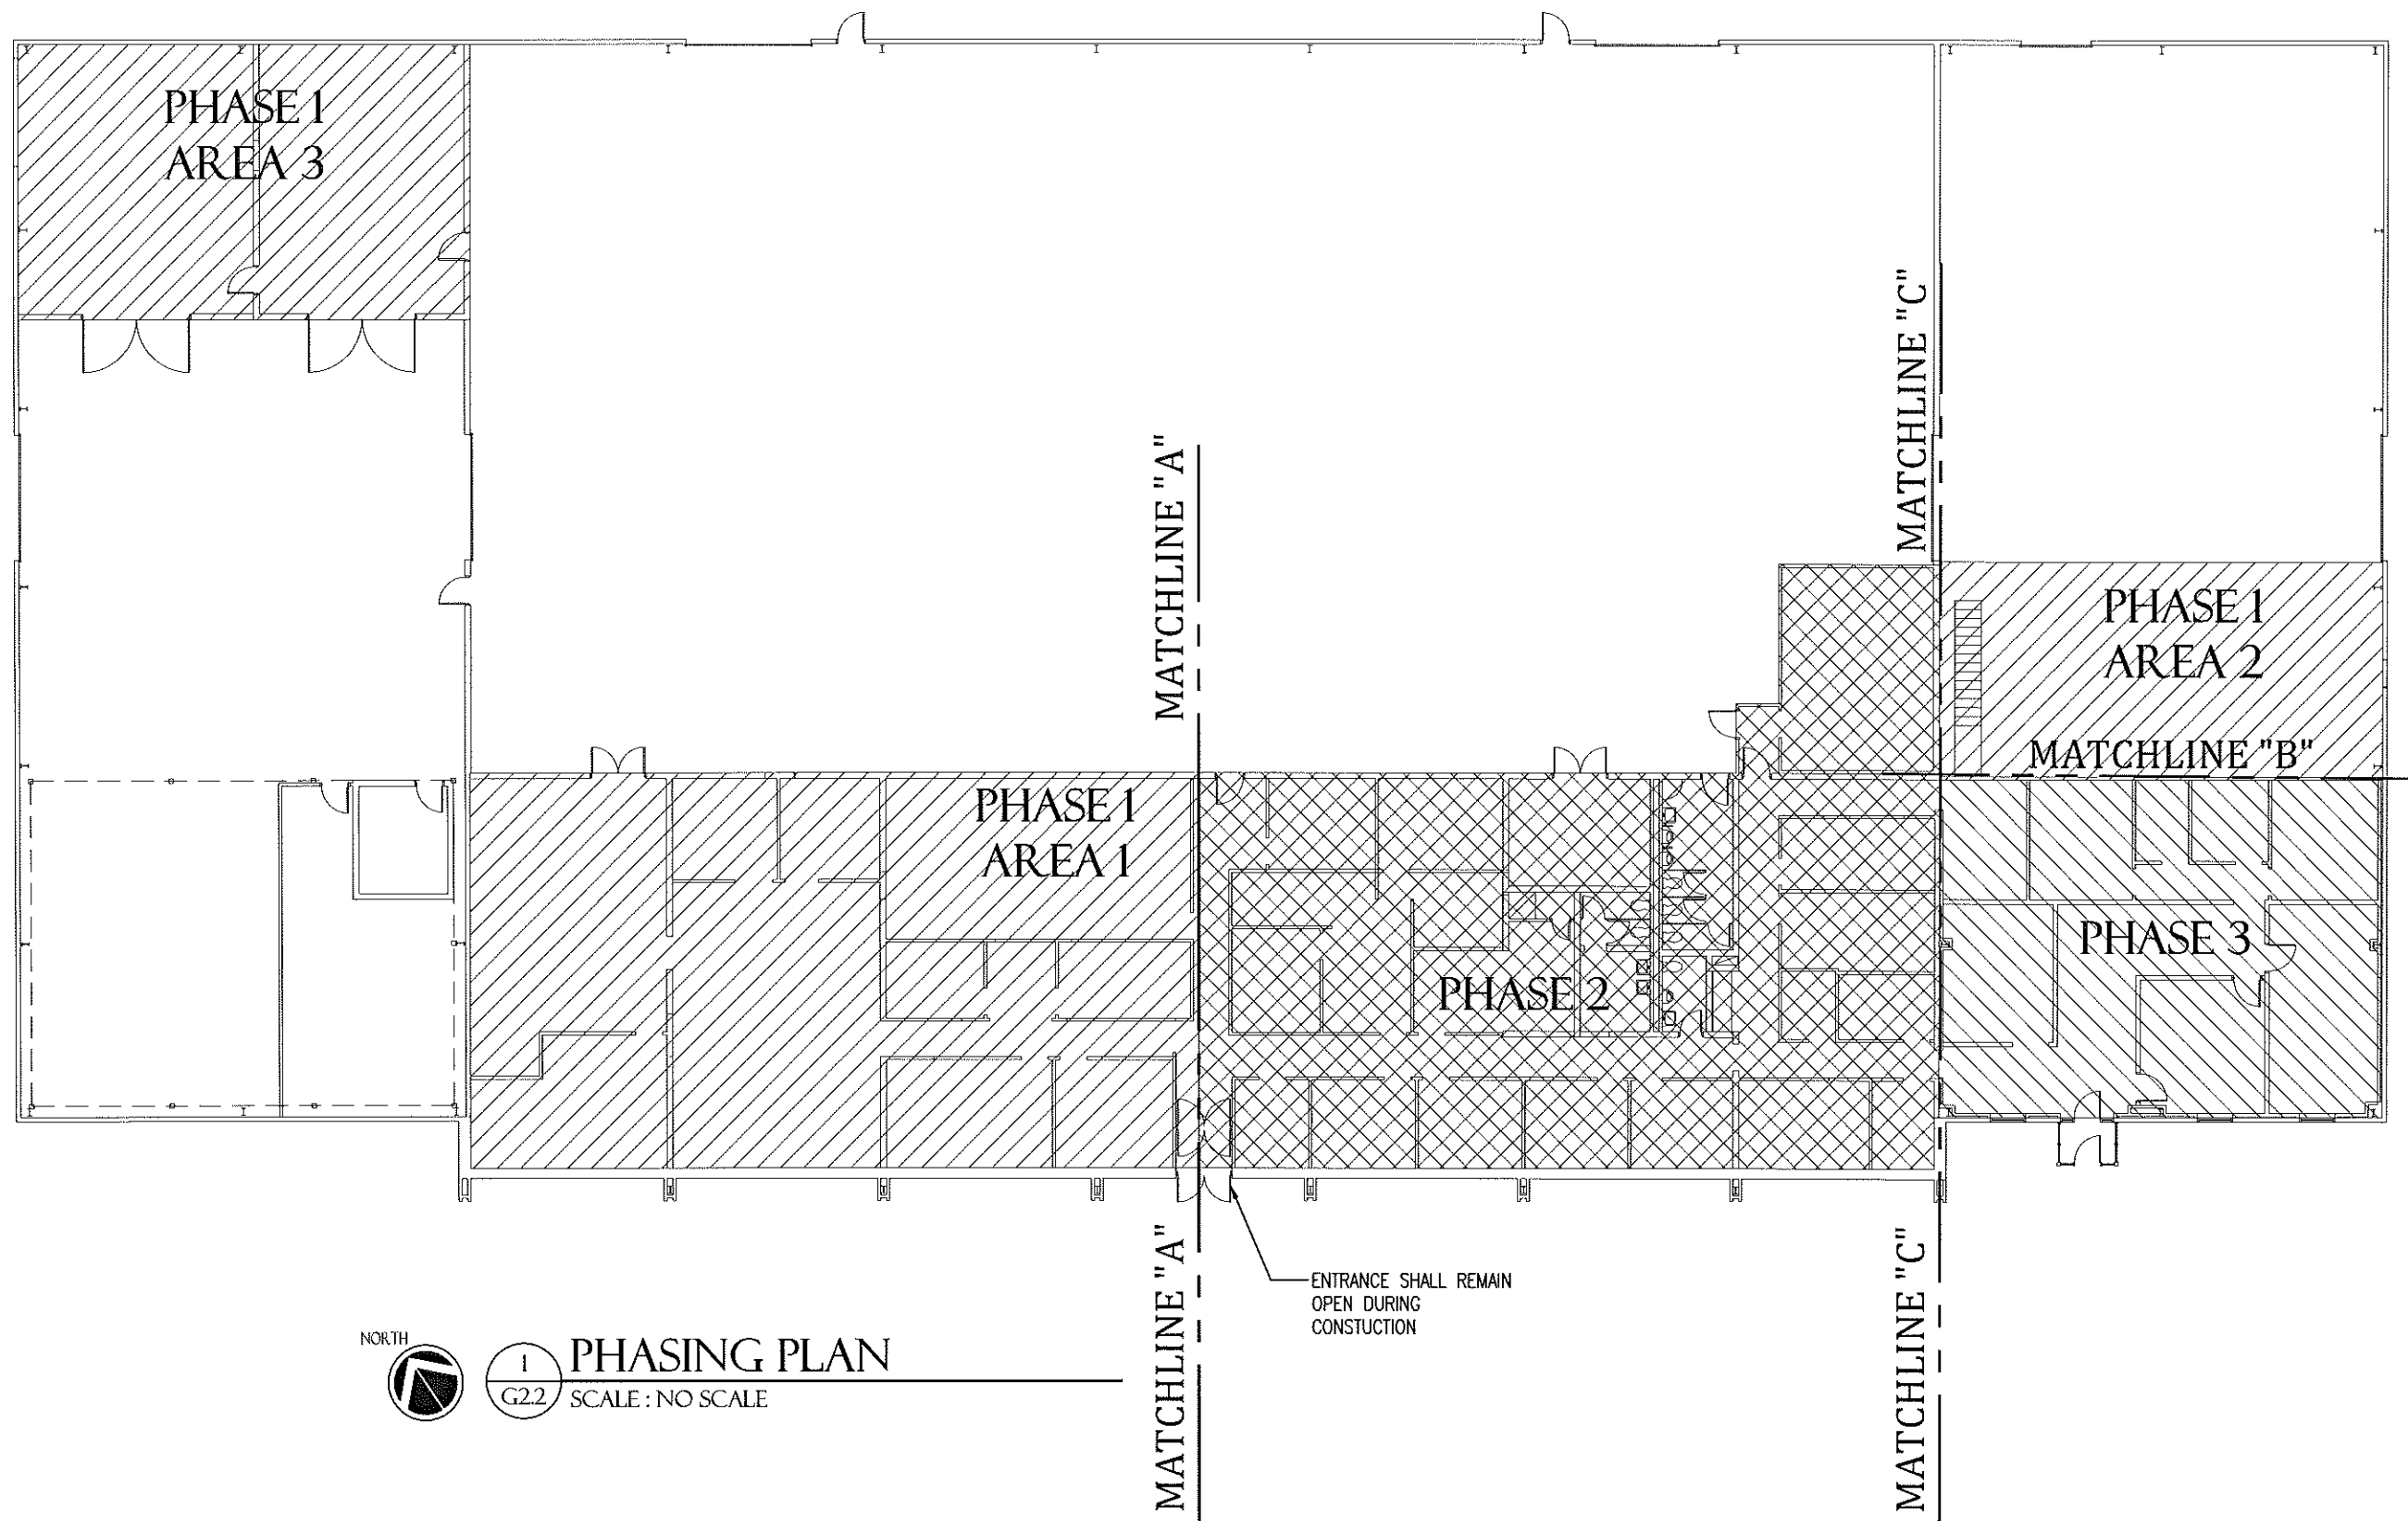 PHASE 1
AREA 3
MATCHLINE "C"
MATCHLINE "A"
PHASE 1
AREA 2
MATCHLINE "B"
PHASE 1
AREA 1
PHASE 3
PHASE 2
MATCHLINE "A"
MATCHLINE "C"
ENTRANCE SHALL REMAIN
OPEN DURING
CONSTUCTION
NORTH
1
G2.2
PHASING PLAN
SCALE : NO SCALE